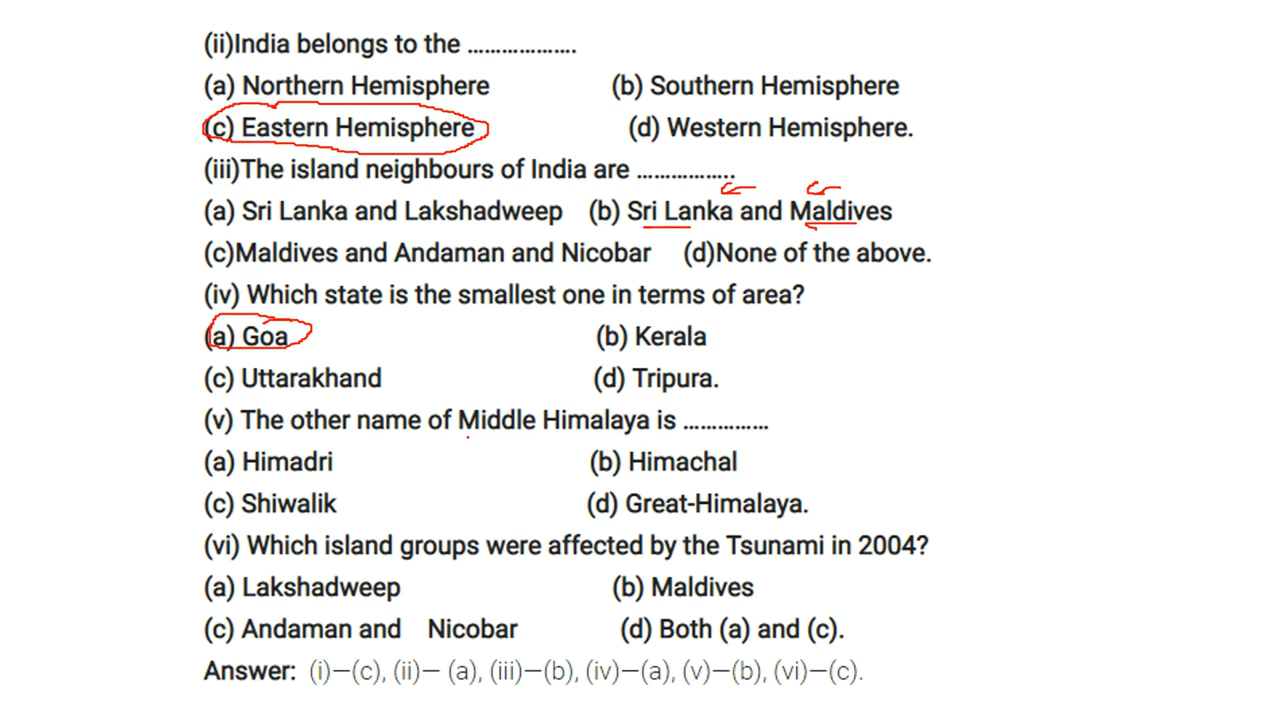 (ii)India belongs to the ...................
(a) Northern Hemisphere (b) Southern Hemisphere
(c) Eastern Hemisphere (d) Western Hemisphere.
(iii)The island neighbours of India are .................
(a) Sri Lanka and Lakshadweep (b) Sri Lanka and Maldives
(c)Maldives and Andaman and Nicobar (d)None of the above.
(iv) Which state is the smallest one in terms of area?
(a) Goa (b) Kerala
(c) Uttarakhand (d) Tripura.
(v) The other name of Middle Himalaya is ...............
(a) Himadri (b) Himachal
(c) Shiwalik (d) Great-Himalaya.
(vi) Which island groups were affected by the Tsunami in 2004?
(a) Lakshadweep (b) Maldives
(c) Andaman and Nicobar (d) Both (a) and (c).
Answer: (i)—(c), (ii)— (a), (iii)—(b), (iv)—(a), (v)—(b), (vi)—(c).